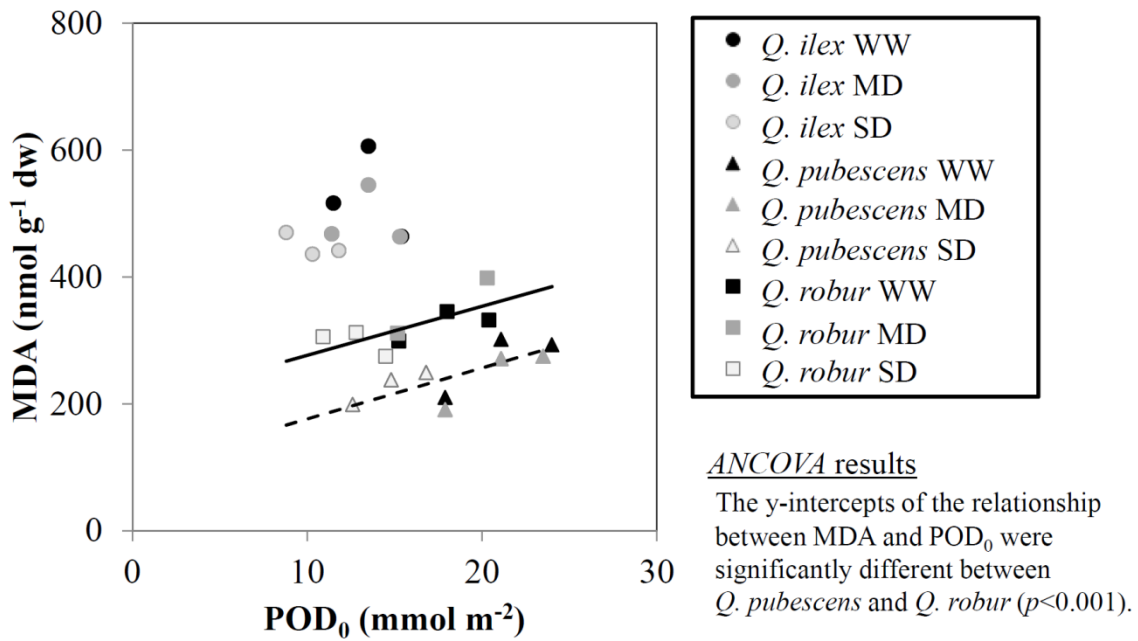 800
600
400
200
0
0 10 20 30
MDA (nmol g⁻¹ dw)
POD₀ (mmol m⁻²)
Q. ilex WW
Q. ilex MD
Q. ilex SD
Q. pubescens WW
Q. pubescens MD
Q. pubescens SD
Q. robur WW
Q. robur MD
Q. robur SD
ANCOVA results
The y-intercepts of the relationship
between MDA and POD₀ were
significantly different between
Q. pubescens and Q. robur (p<0.001).